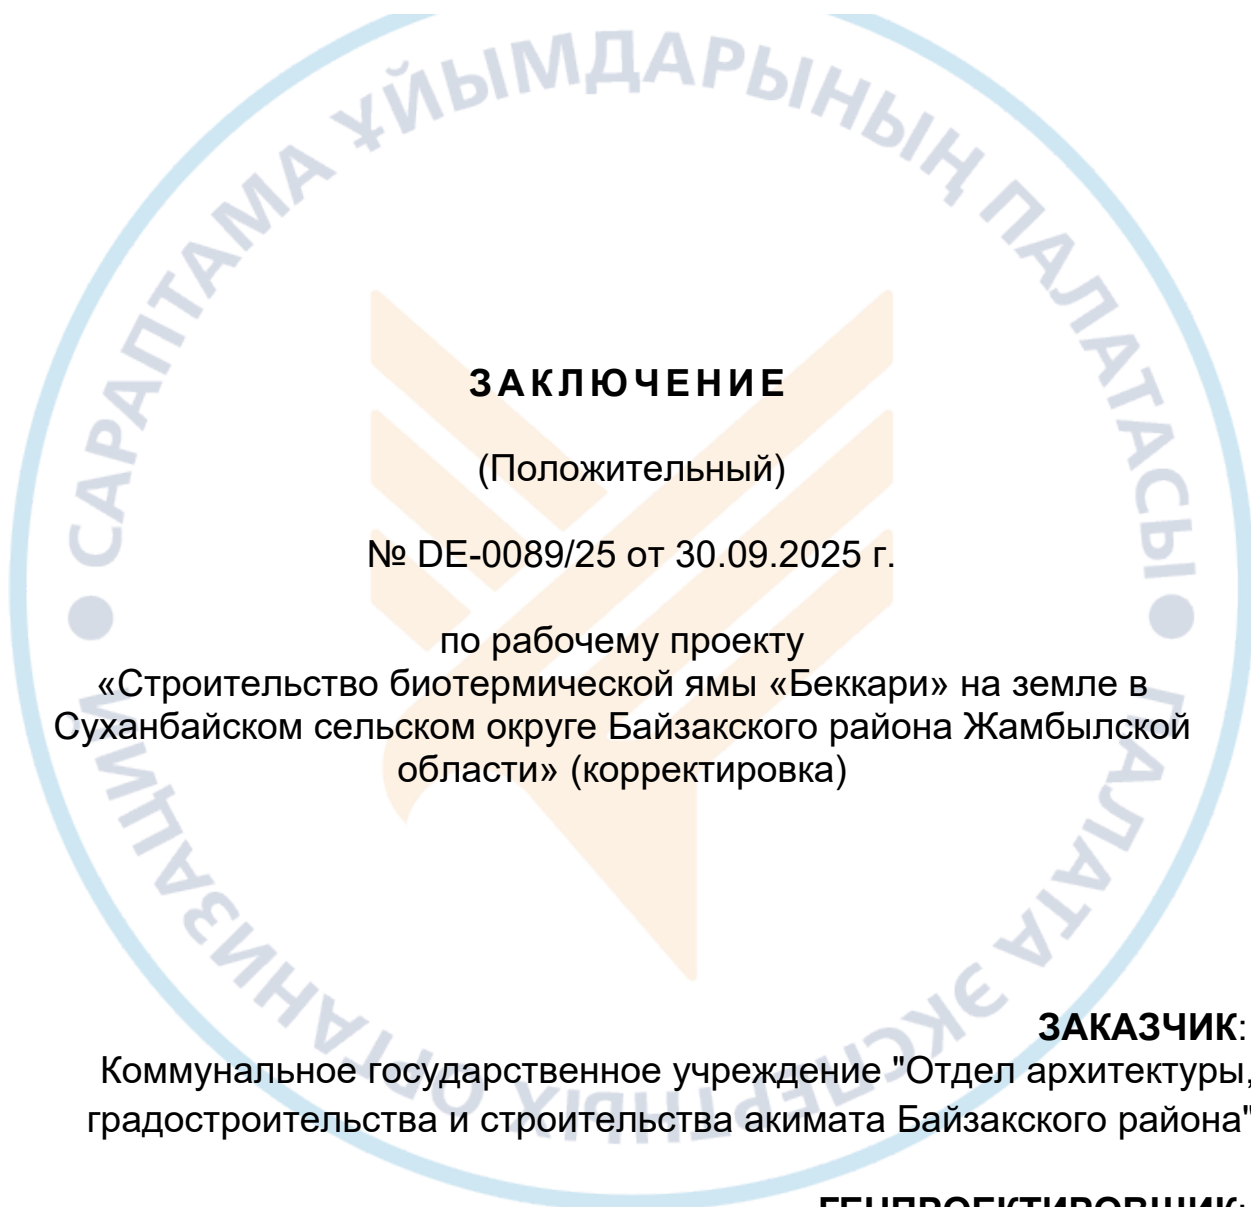 САРАПТАМА ҰЙЫМДАРЫНЫҢ ПАЛАТАСЫ
ЗАКЛЮЧЕНИЕ
(Положительный)
№ DE-0089/25 от 30.09.2025 г.
по рабочему проекту
«Строительство биотермической ямы «Беккари» на земле в
Суханбайском сельском округе Байзакского района Жамбылской
области» (корректировка)
ЗАКАЗЧИК:
Коммунальное государственное учреждение "Отдел архитектуры,
градостроительства и строительства акимата Байзакского района"
ГЕНПРОЕКТИРОВЩИК:
ПАЛАТА ЭКСПЕРТНЫХ ОРГАНИЗАЦИЙ